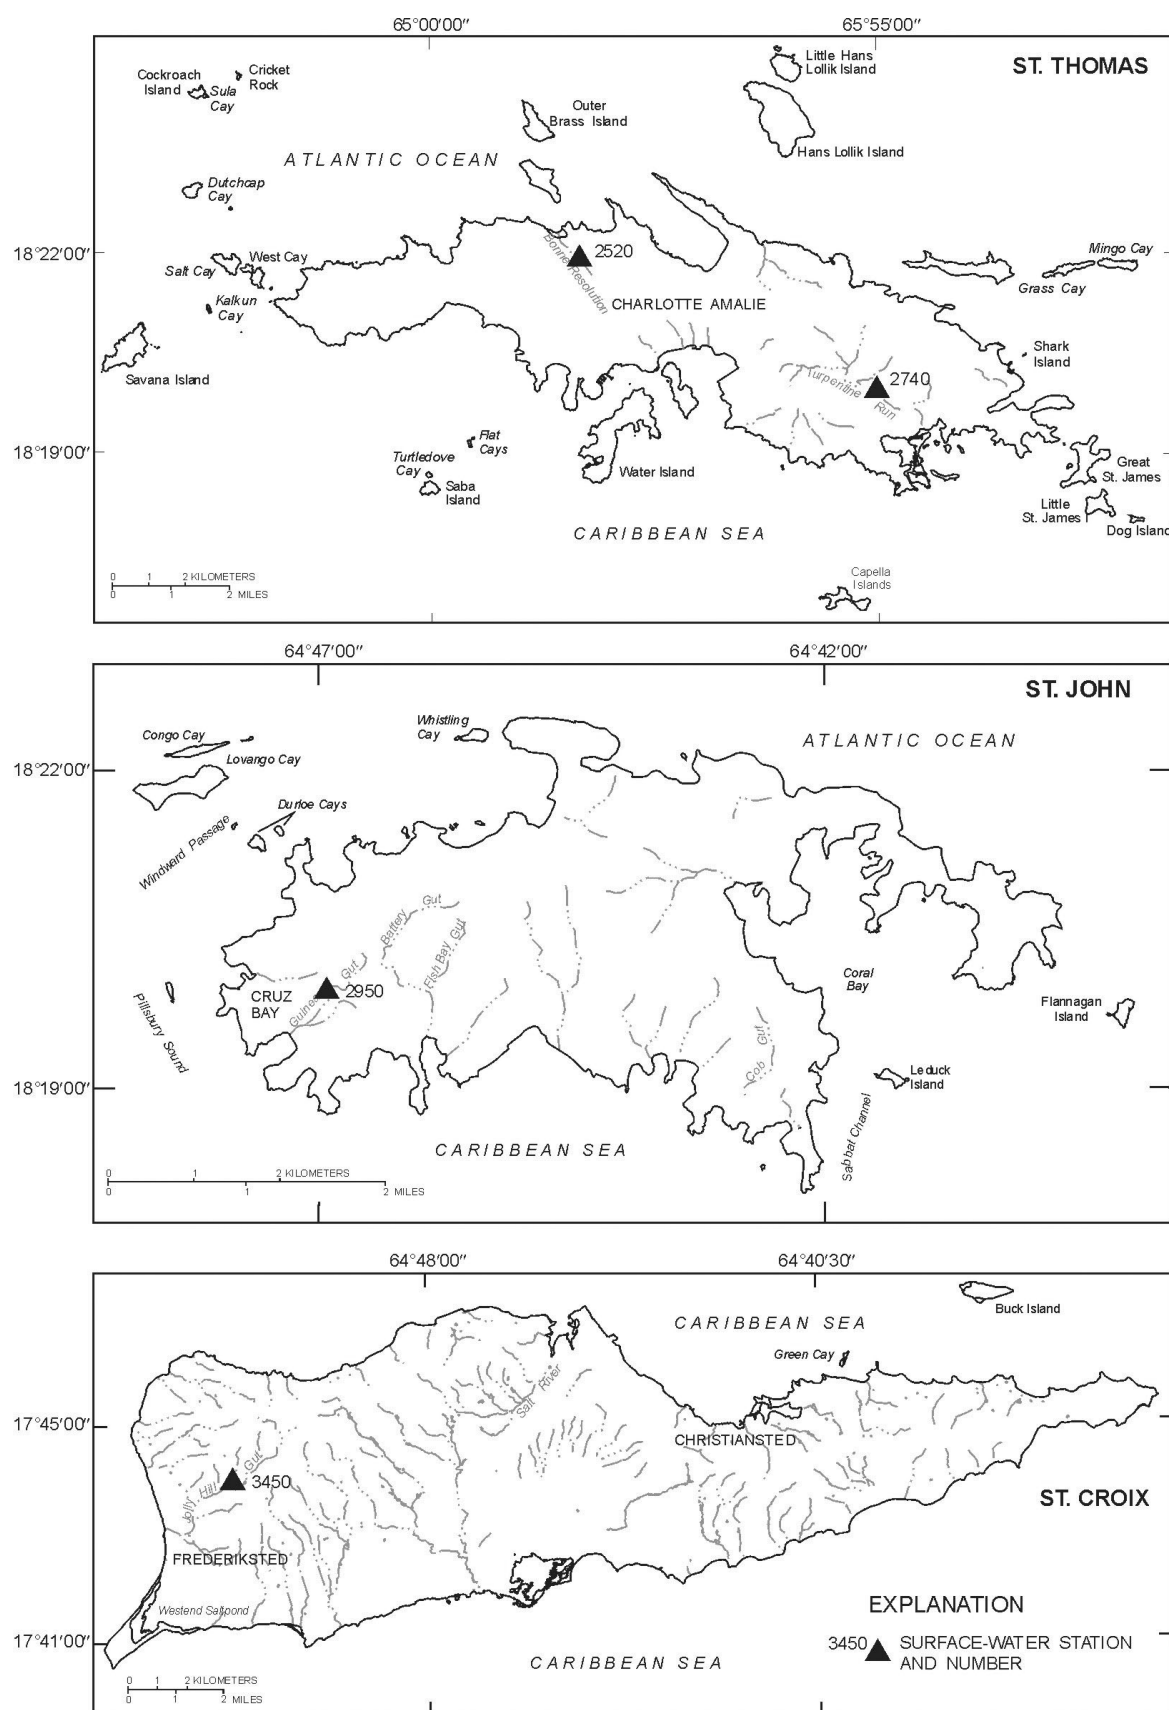 65°00'00"
65°55'00"
ST. THOMAS
Cockroach
Island
Sula
Cay
Cricket
Rock
Outer
Brass Island
Little Hans
Lollik Island
Hans Lollik Island
ATLANTIC OCEAN
Dutchcap
Cay
18°22'00"
Salt Cay
West Cay
Kalkun
Cay
Savana Island
Bonne Resolution
2520
CHARLOTTE AMALIE
Mingo Cay
Grass Cay
Shark
Island
Turpentine
Run
2740
18°19'00"
Flat
Cays
Turtledove
Cay
Saba
Island
Water Island
Great
St. James
Little
St. James
Dog Island
CARIBBEAN SEA
Capella
Islands
0 1 2 KILOMETERS
0 1 2 MILES
64°47'00"
64°42'00"
ST. JOHN
Congo Cay
Lovango Cay
Whistling
Cay
ATLANTIC OCEAN
18°22'00"
Durloe Cays
Windward Passage
Battery Gut
Fish Bay Gut
Guinea Gut
CRUZ
BAY
2950
Pillsbury Sound
Coral
Bay
Flannagan
Island
Cob Gut
Leduck
Island
18°19'00"
Sabbat Channel
CARIBBEAN SEA
0 1 2 KILOMETERS
0 1 2 MILES
64°48'00"
64°40'30"
Buck Island
CARIBBEAN SEA
Green Cay
Salt River
17°45'00"
CHRISTIANSTED
Jolly Hill Gut
3450
ST. CROIX
FREDERIKSTED
Westend Saltpond
17°41'00"
EXPLANATION
3450 SURFACE-WATER STATION
AND NUMBER
CARIBBEAN SEA
0 1 2 KILOMETERS
0 1 2 MILES